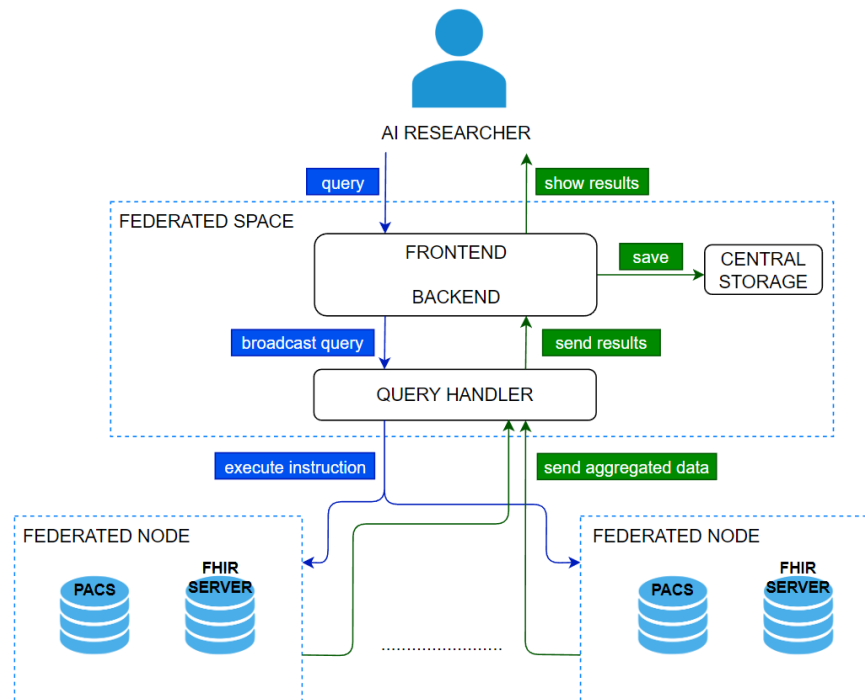 AI RESEARCHER
query
show results
FEDERATED SPACE
FRONTEND
BACKEND
save
CENTRAL
STORAGE
broadcast query
send results
QUERY HANDLER
execute instruction
send aggregated data
FEDERATED NODE
PACS
FHIR
SERVER
.........................
FEDERATED NODE
PACS
FHIR
SERVER